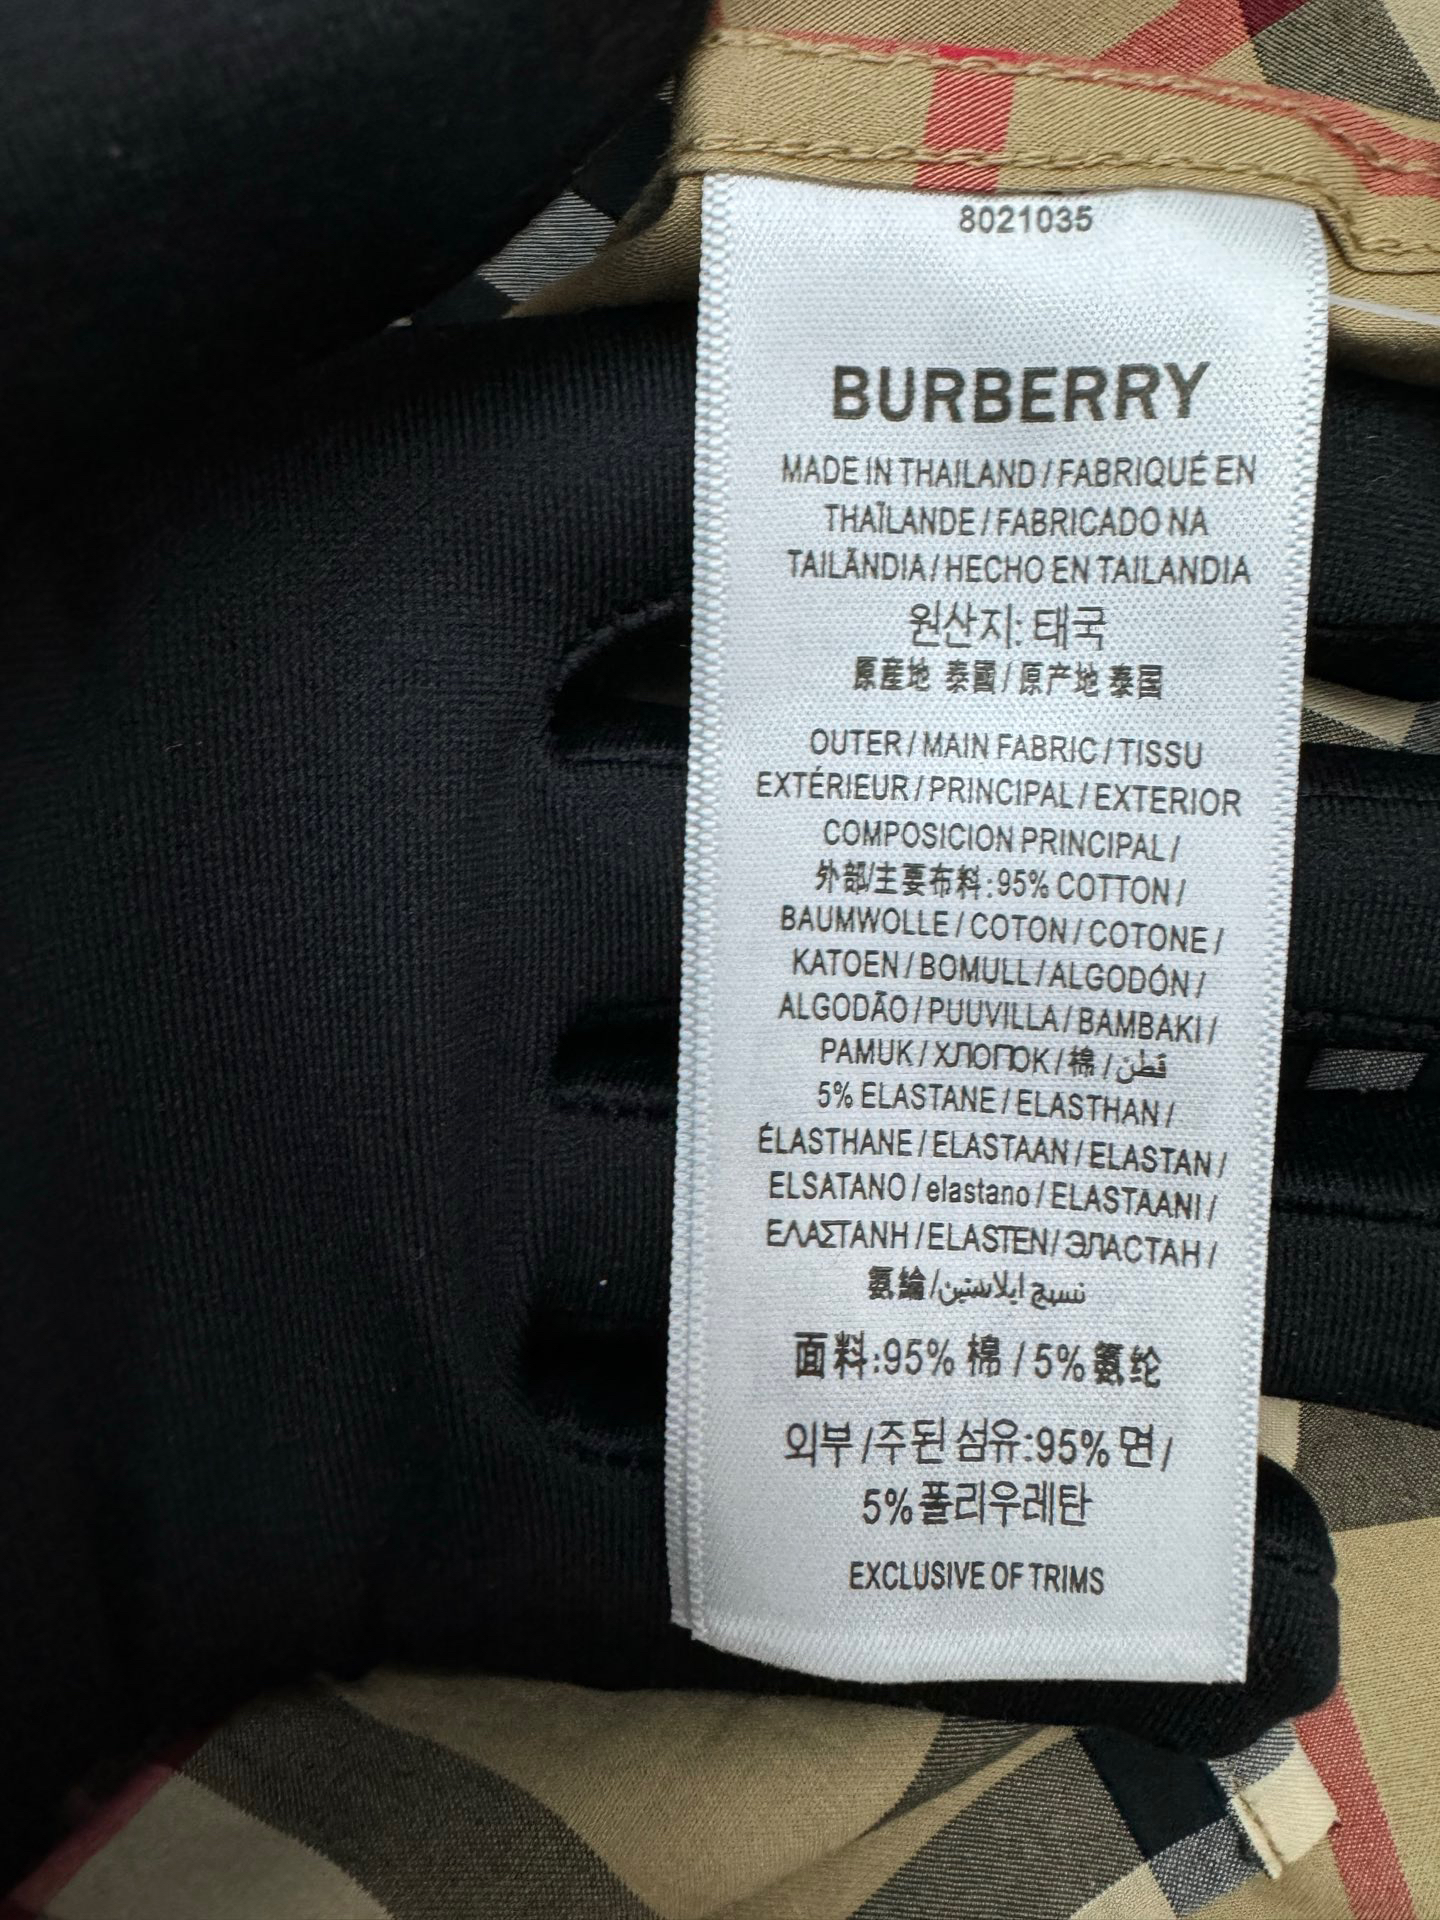 8021035
BURBERRY
MADE IN THAILAND / FABRIQUÉ EN
THAÏLANDE / FABRICADO NA
TAILÃNDIA / HECHO EN TAILANDIA
원산지: 태국
原産地 泰國 / 原产地 泰国
OUTER / MAIN FABRIC / TISSU
EXTÉRIEUR / PRINCIPAL / EXTERIOR
COMPOSICION PRINCIPAL /
外部/主要布料:95% COTTON /
BAUMWOLLE / COTON / COTONE /
KATOEN / BOMULL / ALGODÓN /
ALGODÃO / PUUVILLA / BAMBAKI /
PAMUK / ХЛОПОК / 棉 / قطن
5% ELASTANE / ELASTHAN /
ÉLASTHANE / ELASTAAN / ELASTAN /
ELSATANO / elastano / ELASTAANI /
ΕΛΑΣΤΑΝΗ / ELASTEN / ЭЛАСТАН /
氨綸/نسيج ايلاستين
面料:95% 棉 / 5% 氨纶
외부 /주된 섬유:95% 면 /
5% 폴리우레탄
EXCLUSIVE OF TRIMS